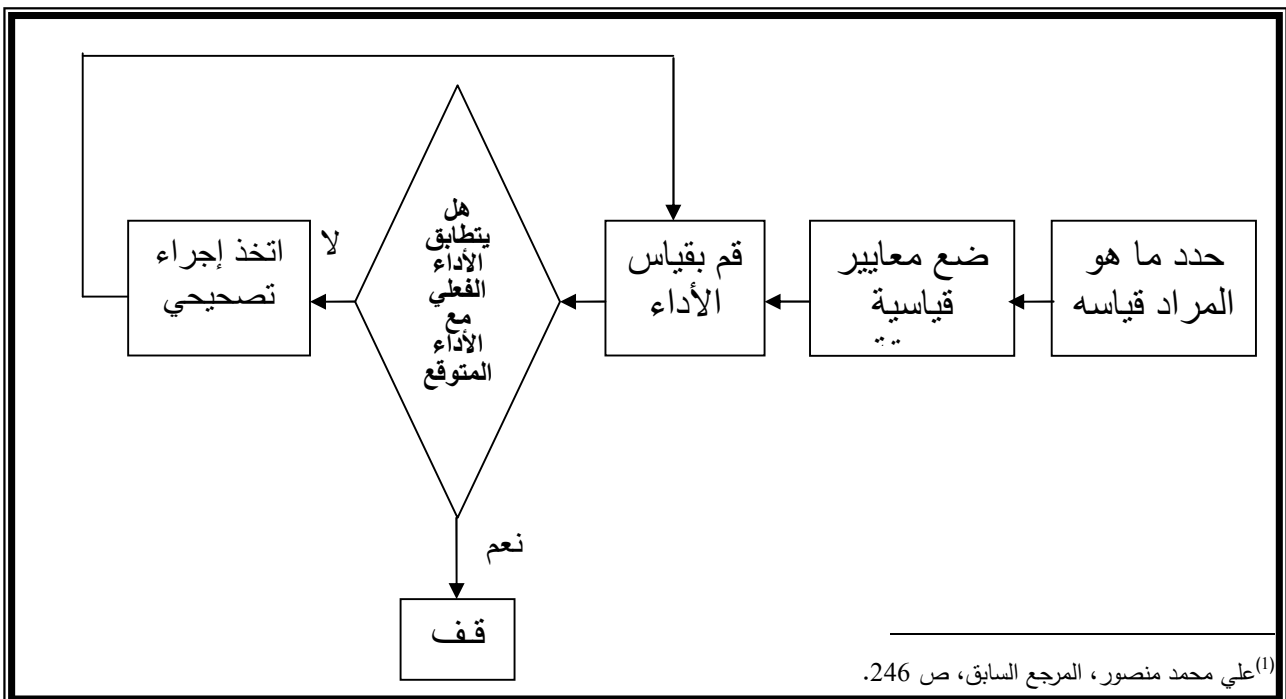 حدد ما هو
المراد قياسه
ضع معايير
قياسية
قم بقياس
الأداء
هل
يتطابق
الأداء
الفعلي
مع
الأداء
المتوقع
لا
اتخذ إجراء
تصحيحي
نعم
قف
(1)علي محمد منصور، المرجع السابق، ص 246.